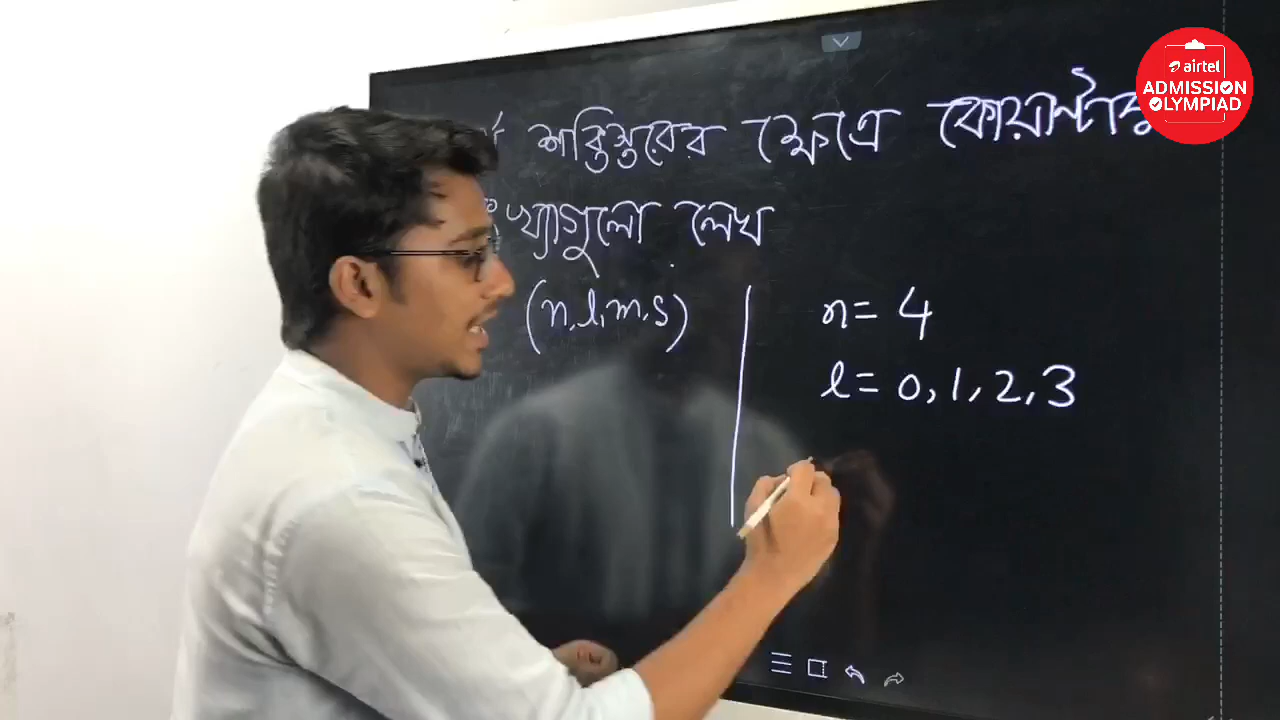 শক্তিস্তরের ক্ষেত্রে কোয়ান্টাম
খ্যাগুলো লেখ
(n, l, m, s)
n= 4
l= 0, 1, 2, 3
airtel
ADMISSION
OLYMPIAD